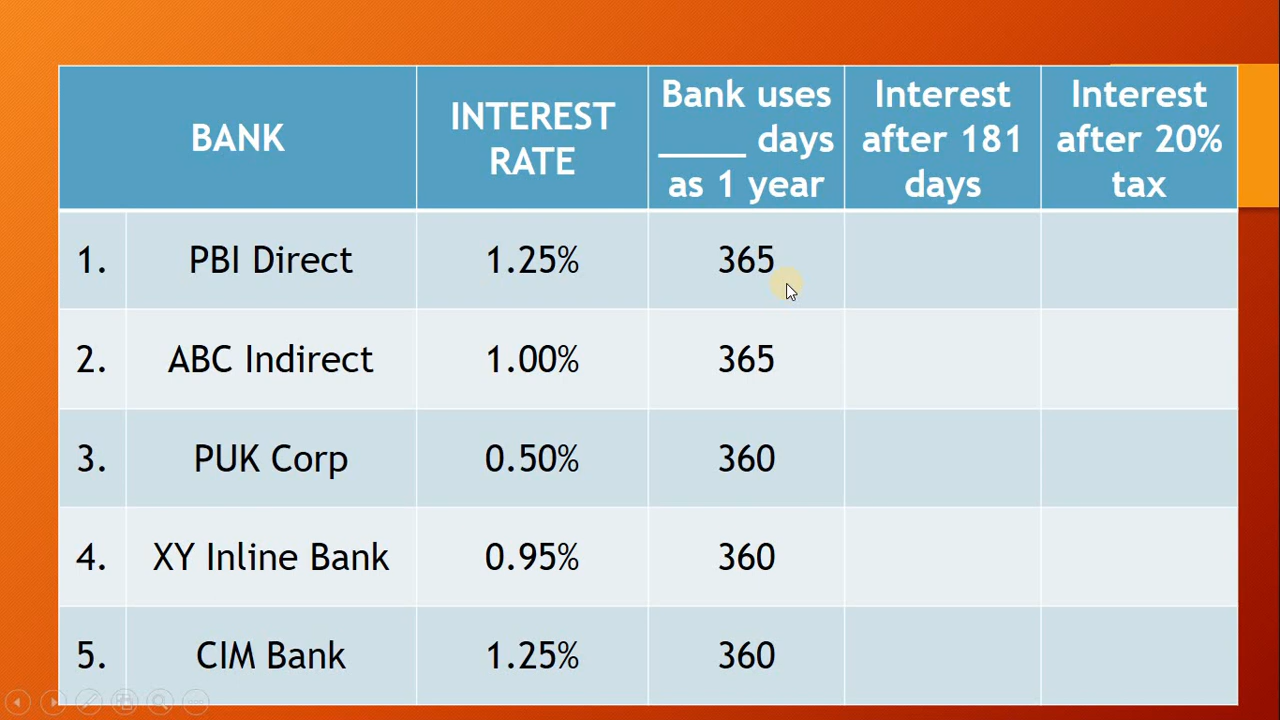 BANK
INTEREST
RATE
Bank uses
_____ days
as 1 year
Interest
after 181
days
Interest
after 20%
tax
1. PBI Direct 1.25% 365
2. ABC Indirect 1.00% 365
3. PUK Corp 0.50% 360
4. XY Inline Bank 0.95% 360
5. CIM Bank 1.25% 360